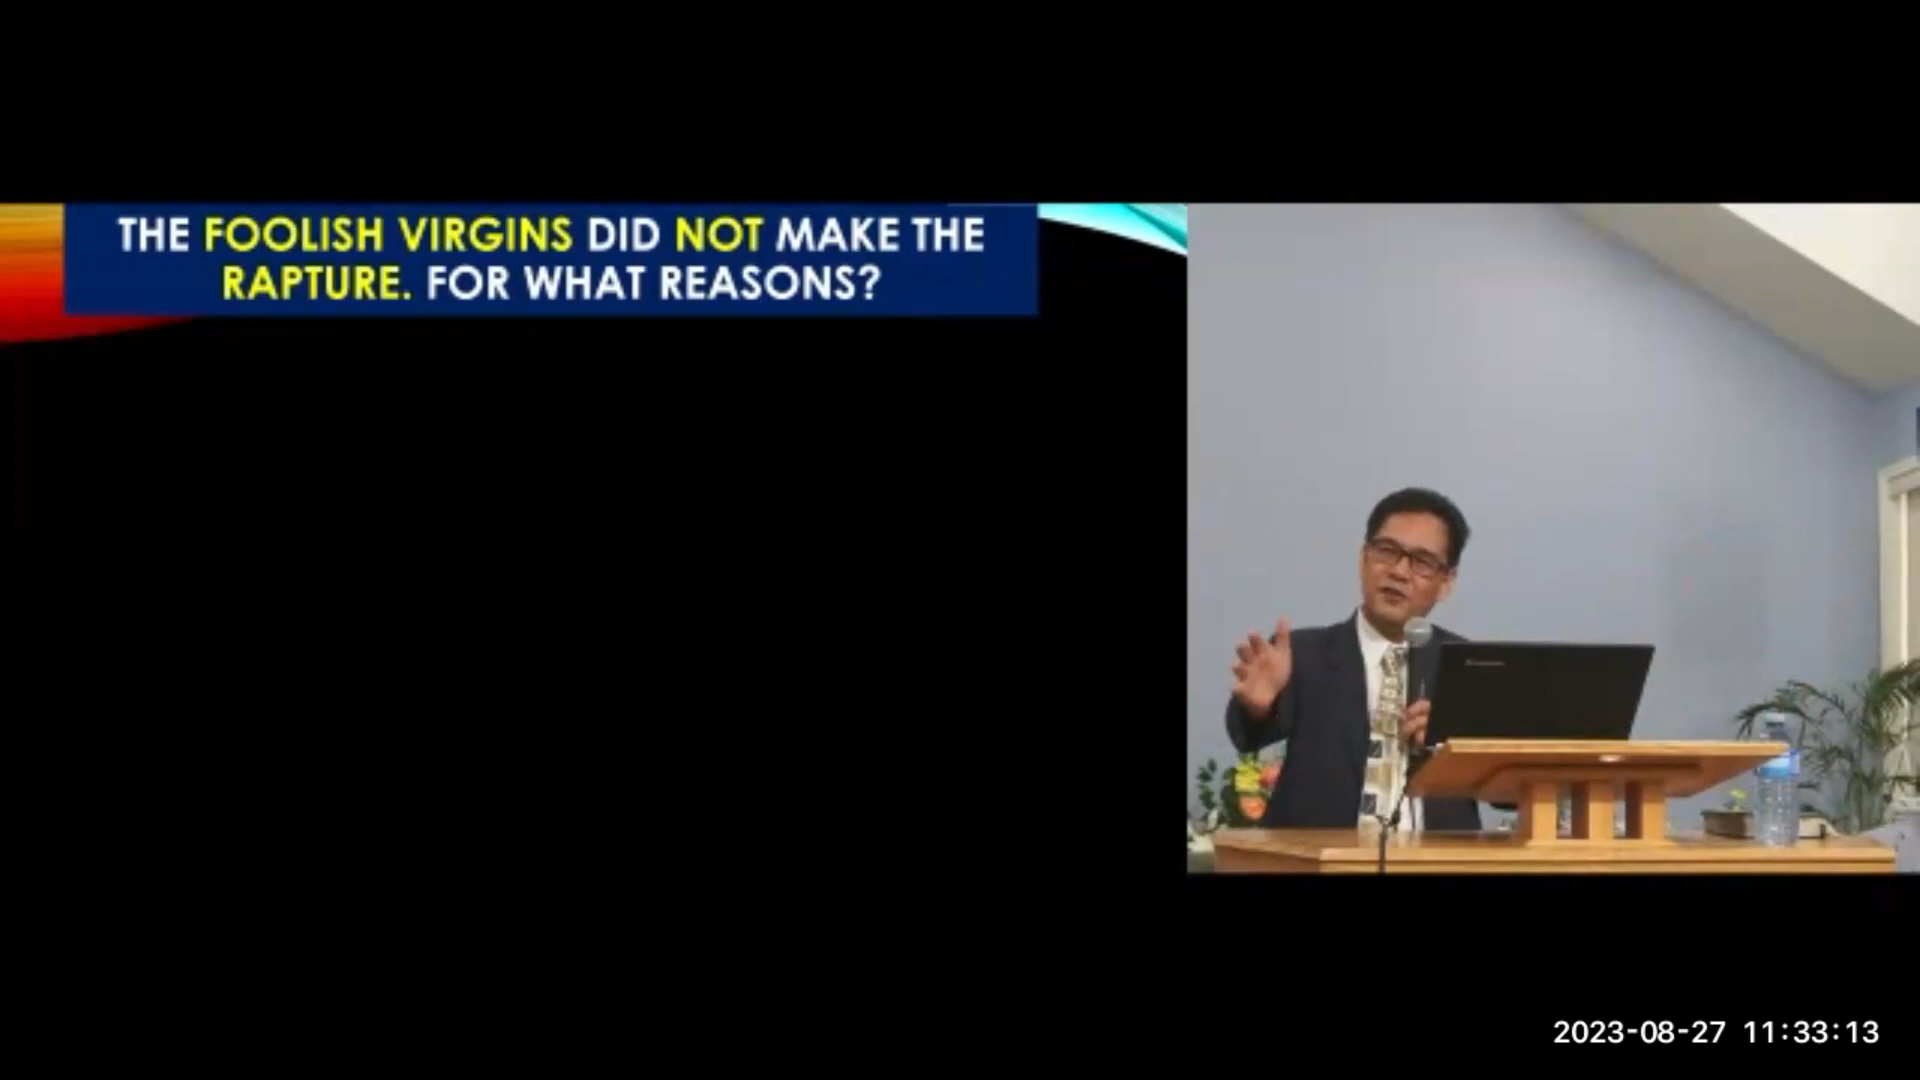 THE FOOLISH VIRGINS DID NOT MAKE THE
RAPTURE. FOR WHAT REASONS?
2023-08-27 11:33:13